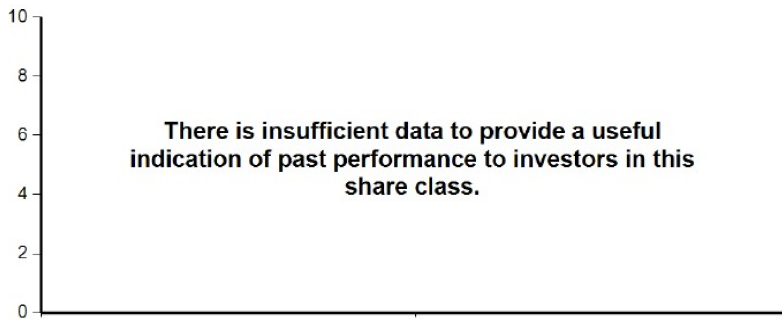 10
8
There is insufficient data to provide a useful
6
indication of past performance to investors in this
share class.
4
2
0